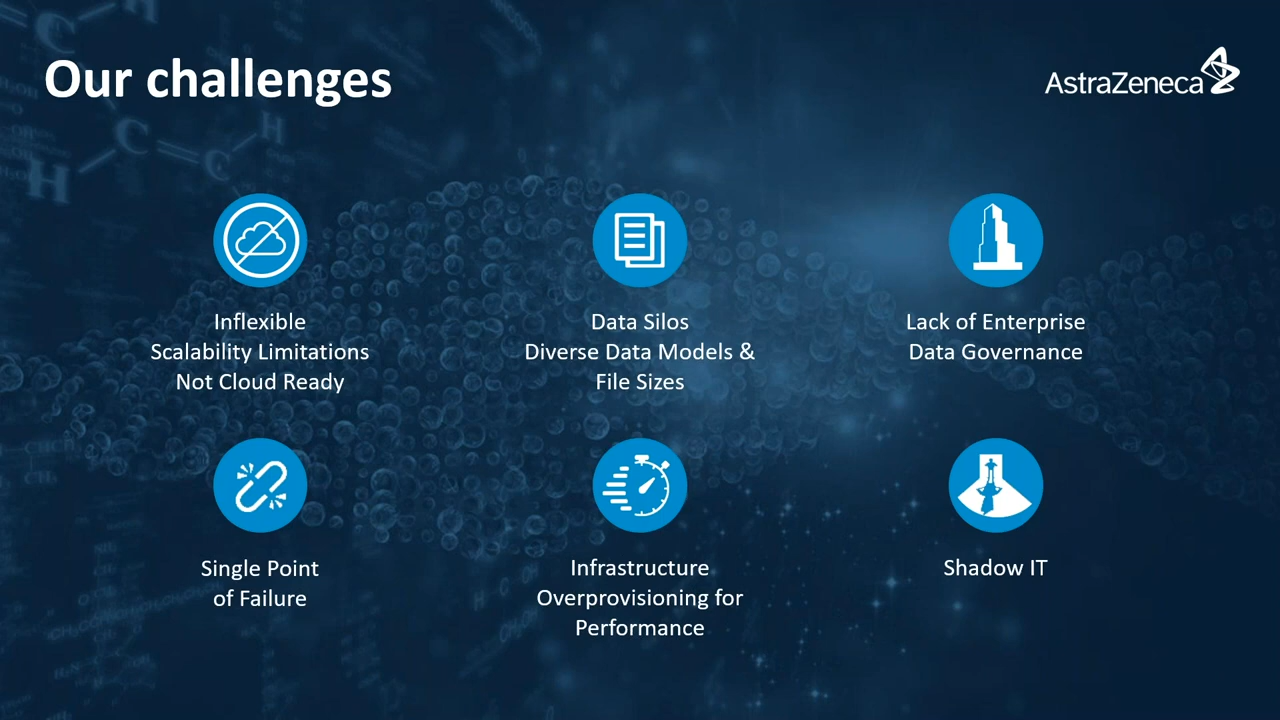 Our challenges
AstraZeneca
Inflexible
Scalability Limitations
Not Cloud Ready
Data Silos
Diverse Data Models &
File Sizes
Lack of Enterprise
Data Governance
Single Point
of Failure
Infrastructure
Overprovisioning for
Performance
Shadow IT
H
C
C
H
H
C